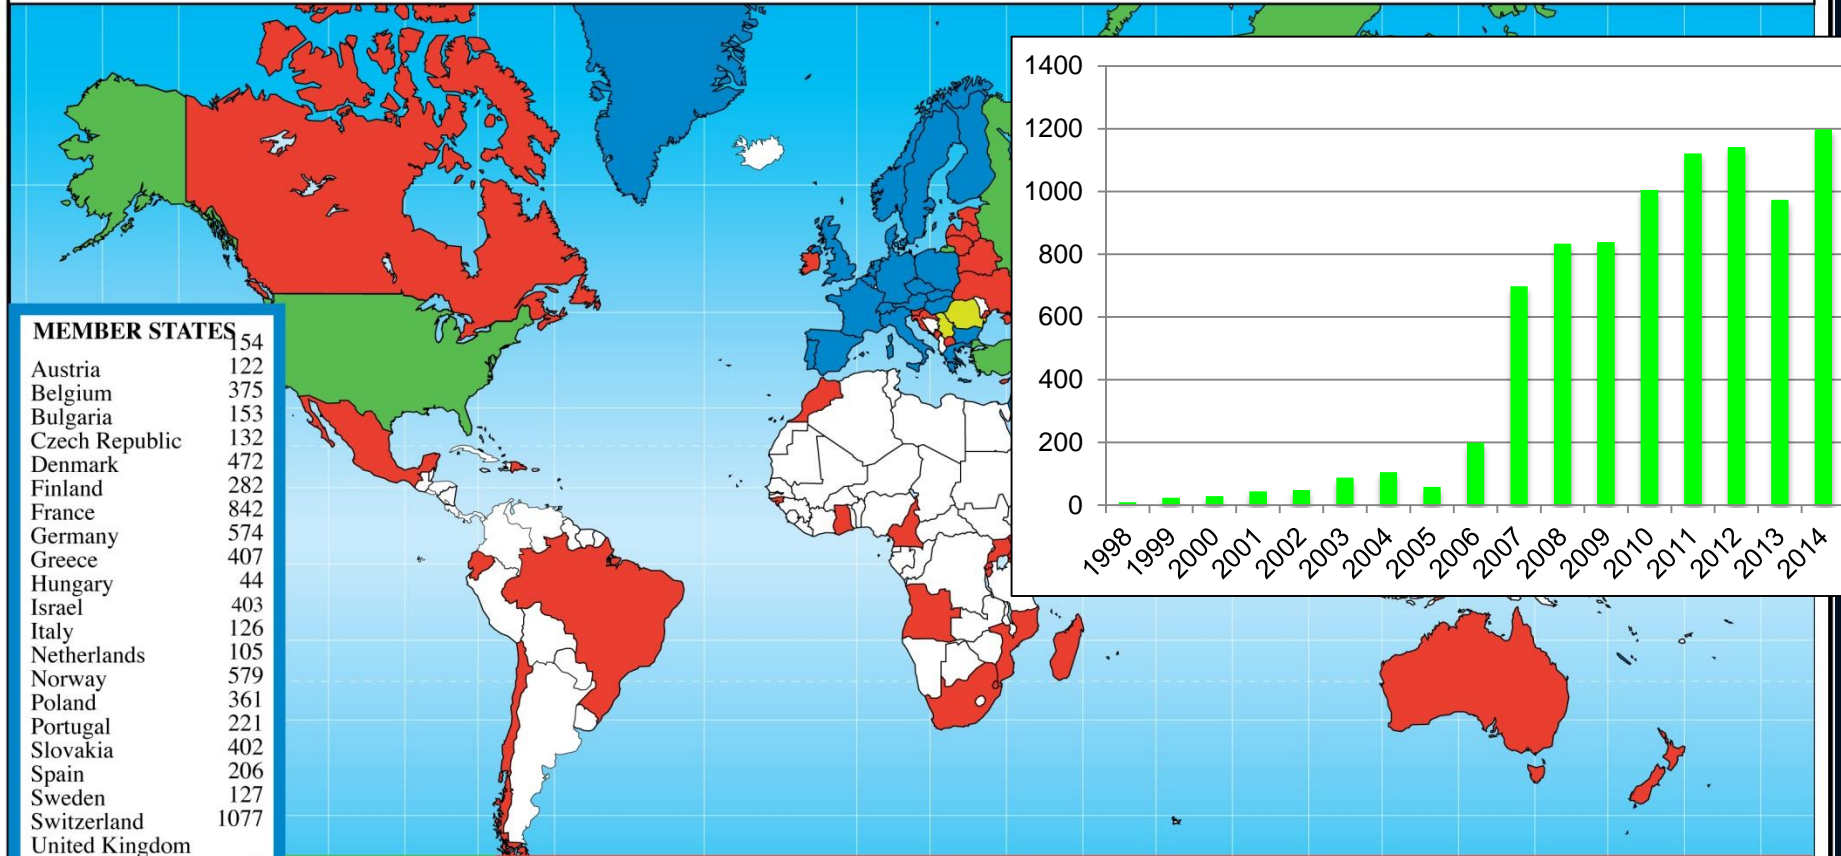 MEMBER STATES
154
Austria 122
Belgium 375
Bulgaria 153
Czech Republic 132
Denmark 472
Finland 282
France 842
Germany 574
Greece 407
Hungary 44
Israel 403
Italy 126
Netherlands 105
Norway 579
Poland 361
Portugal 221
Slovakia 402
Spain 206
Sweden 127
Switzerland 1077
United Kingdom
1400
1200
1000
800
600
400
200
0
1998 1999 2000 2001 2002 2003 2004 2005 2006 2007 2008 2009 2010 2011 2012 2013 2014